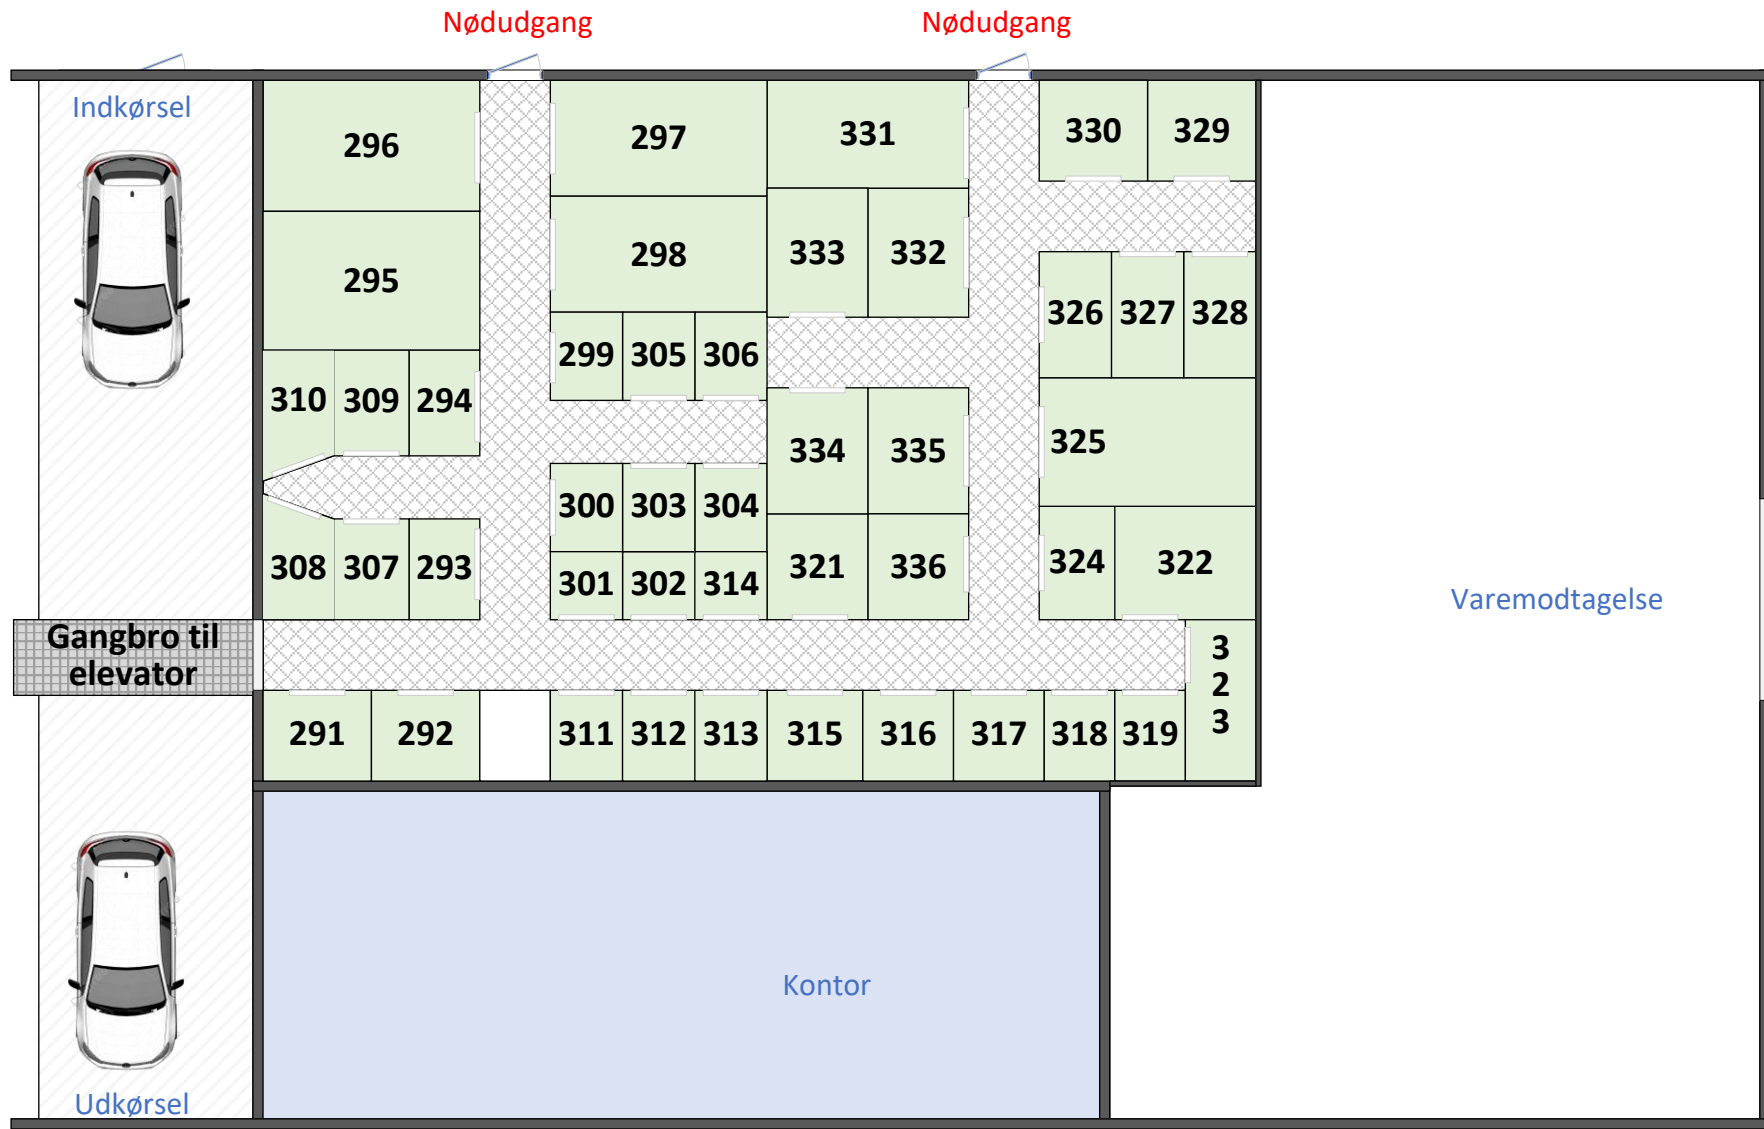 Nødudgang Nødudgang
Indkørsel
296 297 331 330 329
295 298 333 332
299 305 306 326 327 328
310 309 294
334 335 325
300 303 304
308 307 293 301 302 314 321 336 324 322
Varemodtagelse
Gangbro til
elevator
3
2
3
291 292 311 312 313 315 316 317 318 319
Kontor
Udkørsel